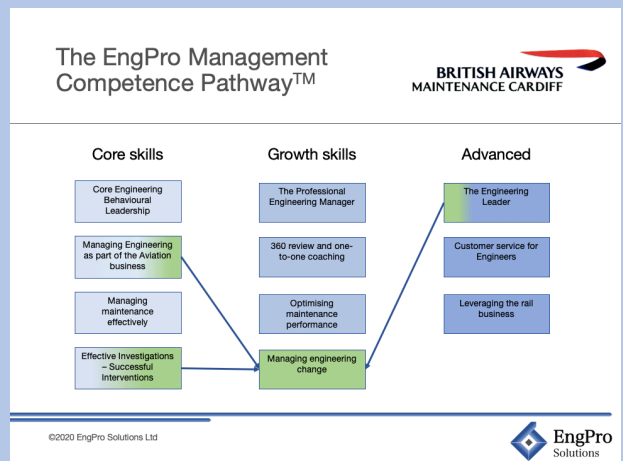 The EngPro Management
Competence Pathway™
BRITISH AIRWAYS
MAINTENANCE CARDIFF
Core skills
Core Engineering
Behavioural
Leadership
Managing Engineering
as part of the Aviation
business
Managing
maintenance
effectively
Effective Investigations
– Successful
Interventions
Growth skills
The Professional
Engineering Manager
360 review and one-
to-one coaching
Optimising
maintenance
performance
Managing engineering
change
Advanced
The Engineering
Leader
Customer service for
Engineers
Leveraging the rail
business
©2020 EngPro Solutions Ltd
EngPro
Solutions